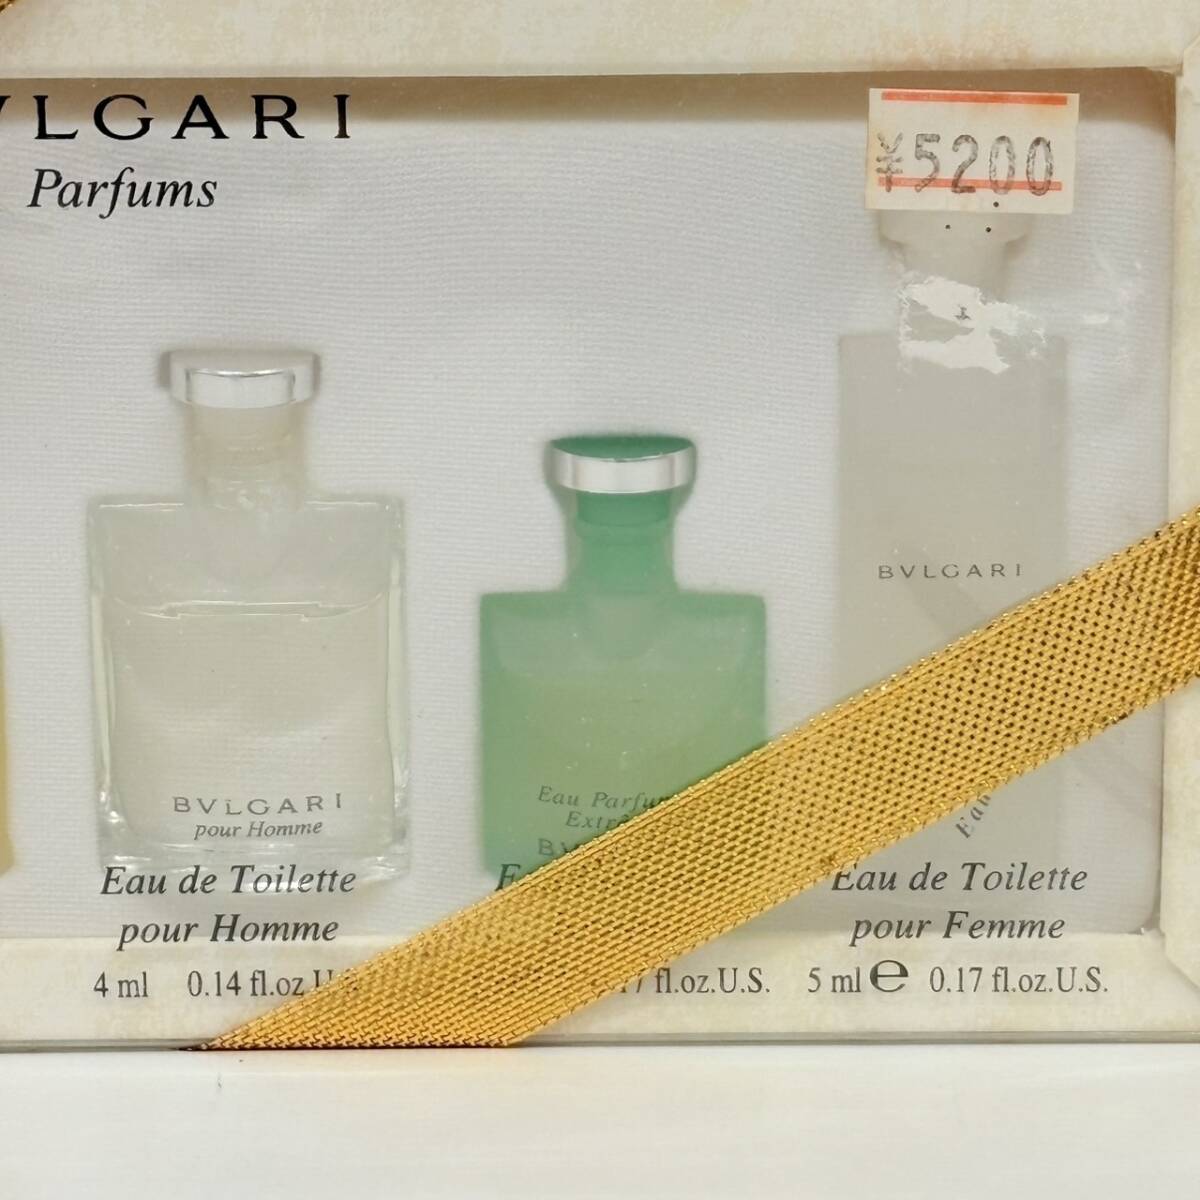 VLGARI
Parfums
¥5200
BVLGARI
BVLGARI
pour Homme
Eau Parfum
Extr
Eau
Eau de Toilette
pour Homme
4 ml 0.14 fl.oz U.S.
fl.oz.U.S.
Eau de Toilette
pour Femme
5 ml e 0.17 fl.oz.U.S.